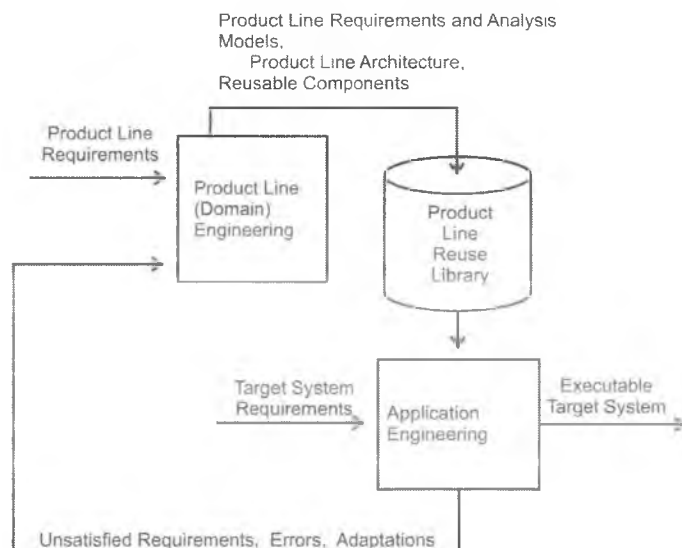 Product Line Requirements and Analysis
Models,
Product Line Architecture,
Reusable Components
Product Line
Requirements
Product Line
(Domain)
Engineering
Product
Line
Reuse
Library
Target System
Requirements
Application
Engineering
Executable
Target System
Unsatisfied Requirements, Errors, Adaptations